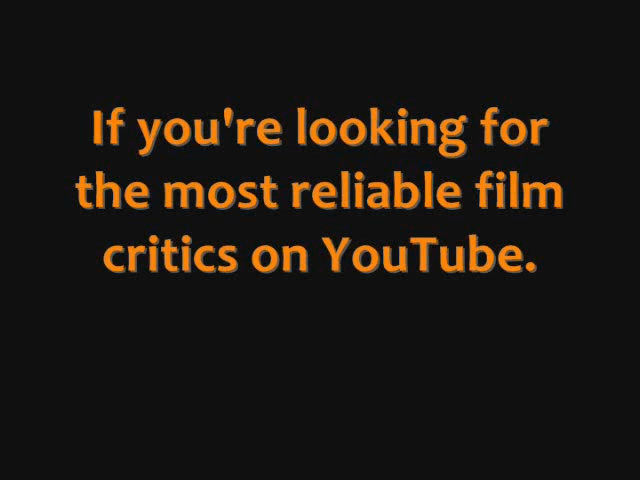 If you're looking for
the most reliable film
critics on YouTube.